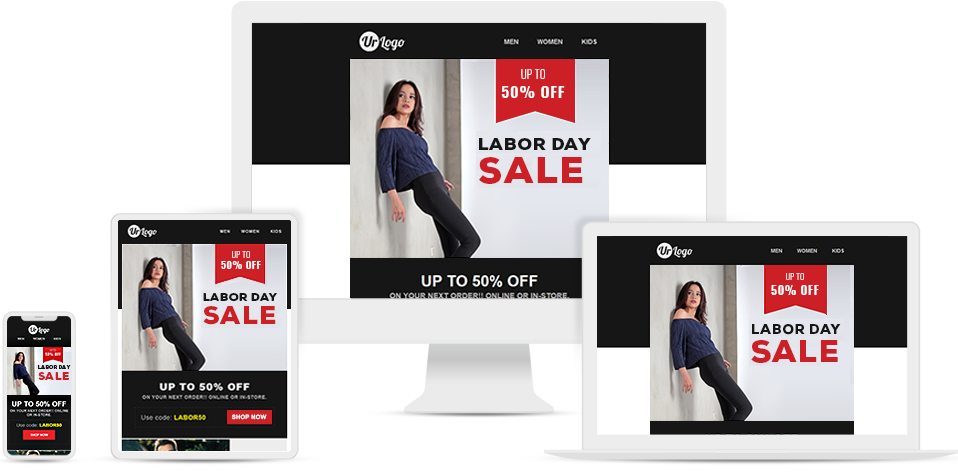 Ur Logo
MEN WOMEN KIDS
UP TO
50% OFF
LABOR DAY
SALE
UP TO 50% OFF
ON YOUR NEXT ORDER!! ONLINE OR IN-STORE.
Ur Logo
MEN WOMEN KIDS
UP TO
50% OFF
LABOR DAY
SALE
UP TO 50% OFF
ON YOUR NEXT ORDER!! ONLINE OR IN-STORE.
Use code: LABOR50 SHOP NOW
Ur Logo
MEN WOMEN KIDS
UP TO
50% OFF
LABOR DAY
SALE
UP TO 50% OFF
ON YOUR NEXT ORDER!! ONLINE
OR IN-STORE.
Use code: LABOR50
SHOP NOW
Ur Logo
MEN WOMEN KIDS
UP TO
50% OFF
LABOR DAY
SALE